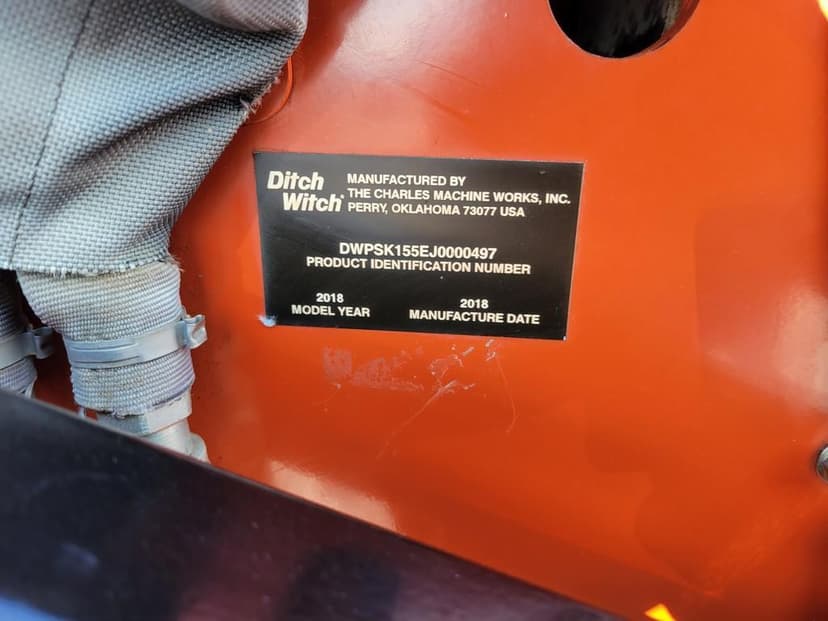 Ditch
Witch®
MANUFACTURED BY
THE CHARLES MACHINE WORKS, INC.
PERRY, OKLAHOMA 73077 USA
DWPSK155EJ0000497
PRODUCT IDENTIFICATION NUMBER
2018
MODEL YEAR
2018
MANUFACTURE DATE